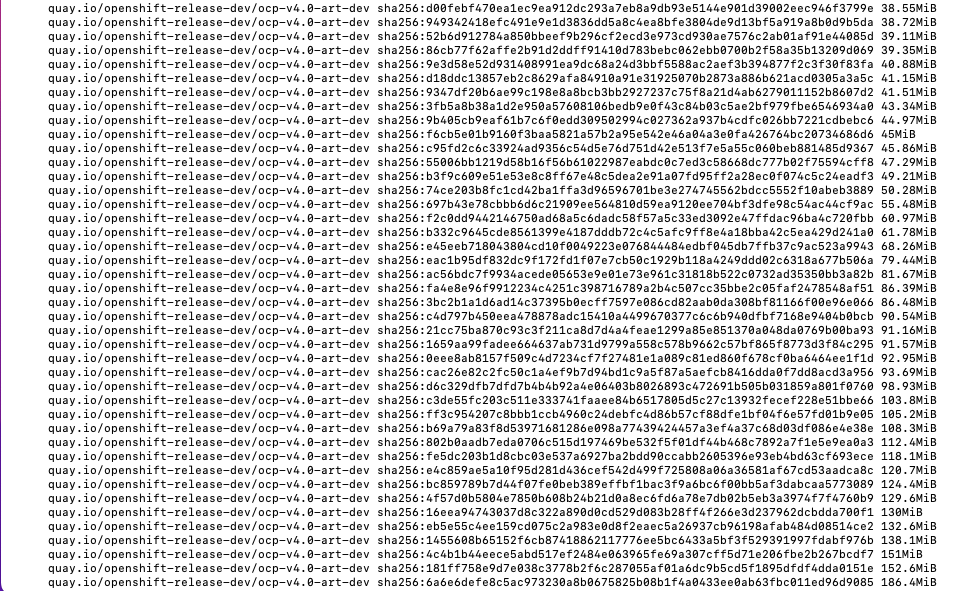 quay.io/openshift-release-dev/ocp-v4.0-art-dev sha256:d00febf470ea1ec9ea912dc293a7eb8a9db93e5144e901d39002eec946f3799e 38.55MiB
quay.io/openshift-release-dev/ocp-v4.0-art-dev sha256:949342418efc491e9e1d3836dd5a8c4ea8bfe3804de9d13bf5a919a8b0d9b5da 38.72MiB
quay.io/openshift-release-dev/ocp-v4.0-art-dev sha256:52b6d912784a850bbeef9b296cf2ecd3e973cd930ae7576c2ab01af91e44085d 39.11MiB
quay.io/openshift-release-dev/ocp-v4.0-art-dev sha256:86cb77f62affe2b91d2ddff91410d783bebc062ebb0700b2f58a35b13209d069 39.35MiB
quay.io/openshift-release-dev/ocp-v4.0-art-dev sha256:9e3d58e52d931408991ea9dc68a24d3bbf5588ac2aef3b394877f2c3f30f83fa 40.88MiB
quay.io/openshift-release-dev/ocp-v4.0-art-dev sha256:d18ddc13857eb2c8629afa84910a91e31925070b2873a886b621acd0305a3a5c 41.15MiB
quay.io/openshift-release-dev/ocp-v4.0-art-dev sha256:9347df20b6ae99c198e8a8bcb3bb2927237c75f8a21d4ab6279011152b8607d2 41.51MiB
quay.io/openshift-release-dev/ocp-v4.0-art-dev sha256:3fb5a8b38a1d2e950a57608106bedb9e0f43c84b03c5ae2bf979fbe6546934a0 43.34MiB
quay.io/openshift-release-dev/ocp-v4.0-art-dev sha256:9b405cb9eaf61b7c6f0edd309502994c027362a937b4cdfc026bb7221cdbebc6 44.97MiB
quay.io/openshift-release-dev/ocp-v4.0-art-dev sha256:f6cb5e01b9160f3baa5821a57b2a95e542e46a04a3e0fa426764bc20734686d6 45MiB
quay.io/openshift-release-dev/ocp-v4.0-art-dev sha256:c95fd2c6c33924ad9356c54d5e76d751d42e513f7e5a55c060beb881485d9367 45.86MiB
quay.io/openshift-release-dev/ocp-v4.0-art-dev sha256:55006bb1219d58b16f56b61022987eabdc0c7ed3c58668dc777b02f75594cff8 47.29MiB
quay.io/openshift-release-dev/ocp-v4.0-art-dev sha256:b3f9c609e51e53e8c8ff67e48c5dea2e91a07fd95ff2a28ec0f074c5c24eadf3 49.21MiB
quay.io/openshift-release-dev/ocp-v4.0-art-dev sha256:74ce203b8fc1cd42ba1ffa3d96596701be3e274745562bdcc5552f10abeb3889 50.28MiB
quay.io/openshift-release-dev/ocp-v4.0-art-dev sha256:697b43e78cbbb6d6c21909ee564810d59ea9120ee704bf3dfe98c54ac44cf9ac 55.48MiB
quay.io/openshift-release-dev/ocp-v4.0-art-dev sha256:f2c0dd9442146750ad68a5c6dadc58f57a5c33ed3092e47ffdac96ba4c720fbb 60.97MiB
quay.io/openshift-release-dev/ocp-v4.0-art-dev sha256:b332c9645cde8561399e4187dddb72c4c5afc9ff8e4a18bba42c5ea429d241a0 61.78MiB
quay.io/openshift-release-dev/ocp-v4.0-art-dev sha256:e45eeb718043804cd10f0049223e076844484edbf045db7ffb37c9ac523a9943 68.26MiB
quay.io/openshift-release-dev/ocp-v4.0-art-dev sha256:eac1b95df832dc9f172fd1f07e7cb50c1929b118a4249ddd02c6318a677b506a 79.44MiB
quay.io/openshift-release-dev/ocp-v4.0-art-dev sha256:ac56bdc7f9934acede05653e9e01e73e961c31818b522c0732ad35350bb3a82b 81.67MiB
quay.io/openshift-release-dev/ocp-v4.0-art-dev sha256:fa4e8e96f9912234c4251c398716789a2b4c507cc35bbe2c05faf2478548af51 86.39MiB
quay.io/openshift-release-dev/ocp-v4.0-art-dev sha256:3bc2b1a1d6ad14c37395b0ecff7597e086cd82aab0da308bf81166f00e96e066 86.48MiB
quay.io/openshift-release-dev/ocp-v4.0-art-dev sha256:c4d797b450eea478878adc15410a4499670377c6c6b940dfbf7168e9404b0bcb 90.54MiB
quay.io/openshift-release-dev/ocp-v4.0-art-dev sha256:21cc75ba870c93c3f211ca8d7d4a4feae1299a85e851370a048da0769b00ba93 91.16MiB
quay.io/openshift-release-dev/ocp-v4.0-art-dev sha256:1659aa99fadee664637ab731d9799a558c578b9662c57bf865f8773d3f84c295 91.57MiB
quay.io/openshift-release-dev/ocp-v4.0-art-dev sha256:0eee8ab8157f509c4d7234cf7f27481e1a089c81ed860f678cf0ba6464ee1f1d 92.95MiB
quay.io/openshift-release-dev/ocp-v4.0-art-dev sha256:cac26e82c2fc50c1a4ef9b7d94bd1c9a5f87a5aefcb8416dda0f7dd8acd3a956 93.69MiB
quay.io/openshift-release-dev/ocp-v4.0-art-dev sha256:d6c329dfb7dfd7b4b4b92a4e06403b8026893c472691b505b031859a801f0760 98.93MiB
quay.io/openshift-release-dev/ocp-v4.0-art-dev sha256:c3de55fc203c511e333741faaee84b6517805d5c27c13932fecef228e51bbe66 103.8MiB
quay.io/openshift-release-dev/ocp-v4.0-art-dev sha256:ff3c954207c8bbb1ccb4960c24debfc4d86b57cf88dfe1bf04f6e57fd01b9e05 105.2MiB
quay.io/openshift-release-dev/ocp-v4.0-art-dev sha256:b69a79a83f8d53971681286e098a77439424457a3ef4a37c68d03df086e4e38e 108.3MiB
quay.io/openshift-release-dev/ocp-v4.0-art-dev sha256:802b0aadb7eda0706c515d197469be532f5f01df44b468c7892a7f1e5e9ea0a3 112.4MiB
quay.io/openshift-release-dev/ocp-v4.0-art-dev sha256:fe5dc203b1d8cbc03e537a6927ba2bdd90ccabb2605396e93eb4bd63cf693ece 118.1MiB
quay.io/openshift-release-dev/ocp-v4.0-art-dev sha256:e4c859ae5a10f95d281d436cef542d499f725808a06a36581af67cd53aadca8c 120.7MiB
quay.io/openshift-release-dev/ocp-v4.0-art-dev sha256:bc859789b7d44f07fe0beb389effbf1bac3f9a6bc6f00bb5af3dabcaa5773089 124.4MiB
quay.io/openshift-release-dev/ocp-v4.0-art-dev sha256:4f57d0b5804e7850b608b24b21d0a8ec6fd6a78e7db02b5eb3a3974f7f4760b9 129.6MiB
quay.io/openshift-release-dev/ocp-v4.0-art-dev sha256:16eea94743037d8c322a890d0cd529d083b28ff4f266e3d237962dcbdda700f1 130MiB
quay.io/openshift-release-dev/ocp-v4.0-art-dev sha256:eb5e55c4ee159cd075c2a983e0d8f2eaec5a26937cb96198afab484d08514ce2 132.6MiB
quay.io/openshift-release-dev/ocp-v4.0-art-dev sha256:1455608b65152f6cb8741886211776ee5bc6433a5bf3f529391997fdabf976b 138.1MiB
quay.io/openshift-release-dev/ocp-v4.0-art-dev sha256:4c4b1b44eece5abd517ef2484e063965fe69a307cff5d71e206fbe2b267bcdf7 151MiB
quay.io/openshift-release-dev/ocp-v4.0-art-dev sha256:181ff758e9d7e038c3778b2f6c287055af01a6dc9b5cd5f1895dfdf4dda0151e 152.6MiB
quay.io/openshift-release-dev/ocp-v4.0-art-dev sha256:6a6e6defe8c5ac973230a8b0675825b08b1f4a0433ee0ab63fbc011ed96d9085 186.4MiB